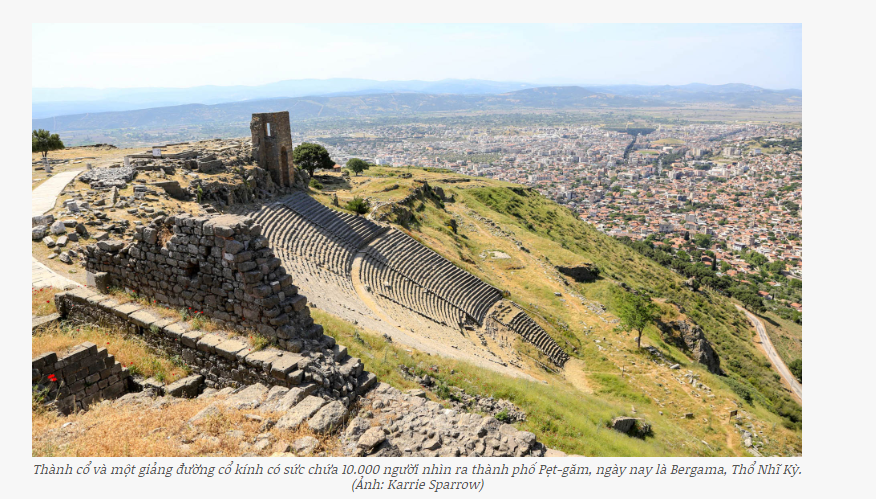 Thành cổ và một giảng đường cổ kính có sức chứa 10.000 người nhìn ra thành phố Pẹt-găm, ngày nay là Bergama, Thổ Nhĩ Kỳ.
(Ảnh: Karrie Sparrow)